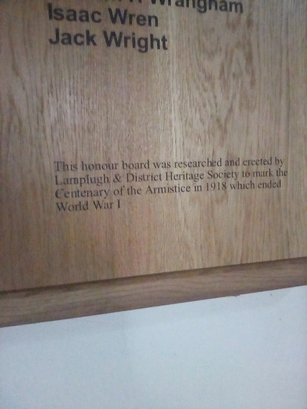 Wrangham
Isaac Wren
Jack Wright
This honour board was researched and erected by
Lamplugh & District Heritage Society to mark the
Centenary of the Armistice in 1918 which ended
World War I